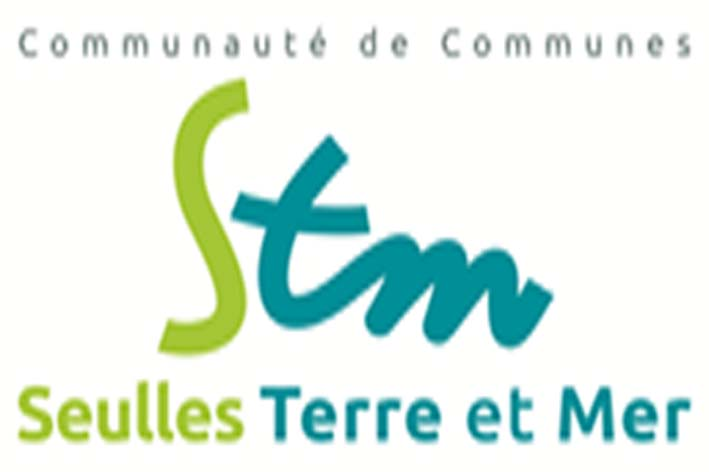 Communauté de Communes
Stm
Seulles Terre et Mer